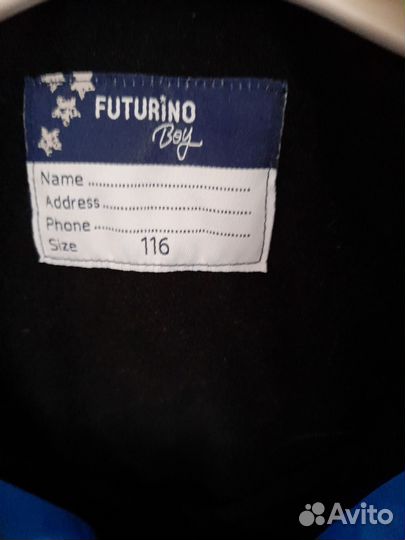 FUTURINO
Boy
Name
Address
Phone
Size 116
Avito